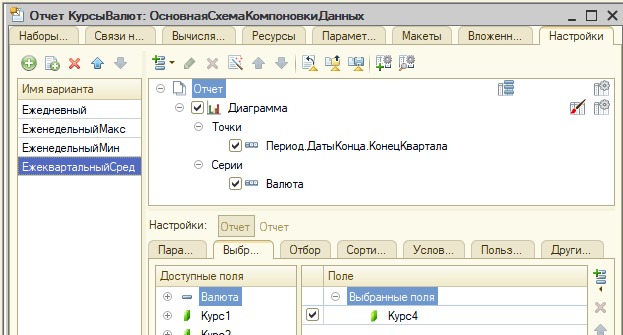 Отчет КурсыВалют: ОсновнаяСхемаКомпоновкиДанных
Наборы... Связи н... Вычисля... Ресурсы Парамет... Макеты Вложенн... Настройки
Имя варианта
Ежедневный
ЕженедельныйМакс
ЕженедельныйМин
ЕжеквартальныйСред
Отчет
Диаграмма
Точки
Период.ДатыКонца.КонецКвартала
Серии
Валюта
Настройки: Отчет Отчет
Пара... Выбр... Отбор Сорти... Услов... Польз... Други...
Доступные поля
Валюта
Курс1
Курс2
Поле
Выбранные поля
Курс4